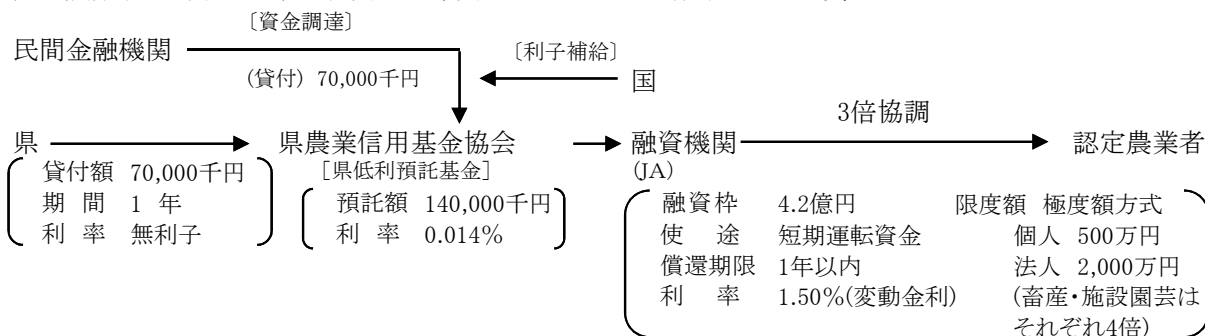 〔資金調達〕
民間金融機関
(貸付) 70,000千円
〔利子補給〕
国
3倍協調
県
県農業信用基金協会
融資機関
認定農業者
[県低利預託基金]
(JA)
貸付額 70,000千円
期 間 1 年
利 率 無利子
預託額 140,000千円
利 率 0.014%
融資枠 4.2億円 限度額 極度額方式
使 途 短期運転資金 個人 500万円
償還期限 1年以内 法人 2,000万円
利 率 1.50%(変動金利) (畜産・施設園芸は
それぞれ4倍)